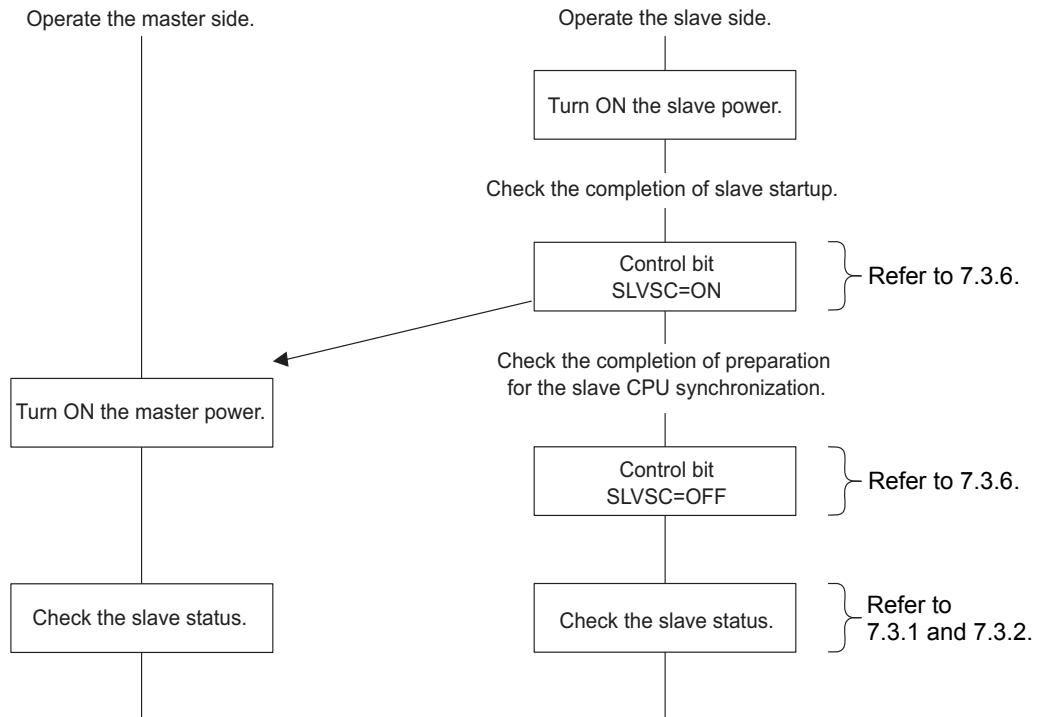 Operate the master side.
Operate the slave side.
Turn ON the slave power.
Check the completion of slave startup.
Control bit
SLVSC=ON
Refer to 7.3.6.
Check the completion of preparation
for the slave CPU synchronization.
Turn ON the master power.
Control bit
SLVSC=OFF
Refer to 7.3.6.
Check the slave status.
Check the slave status.
Refer to
7.3.1 and 7.3.2.